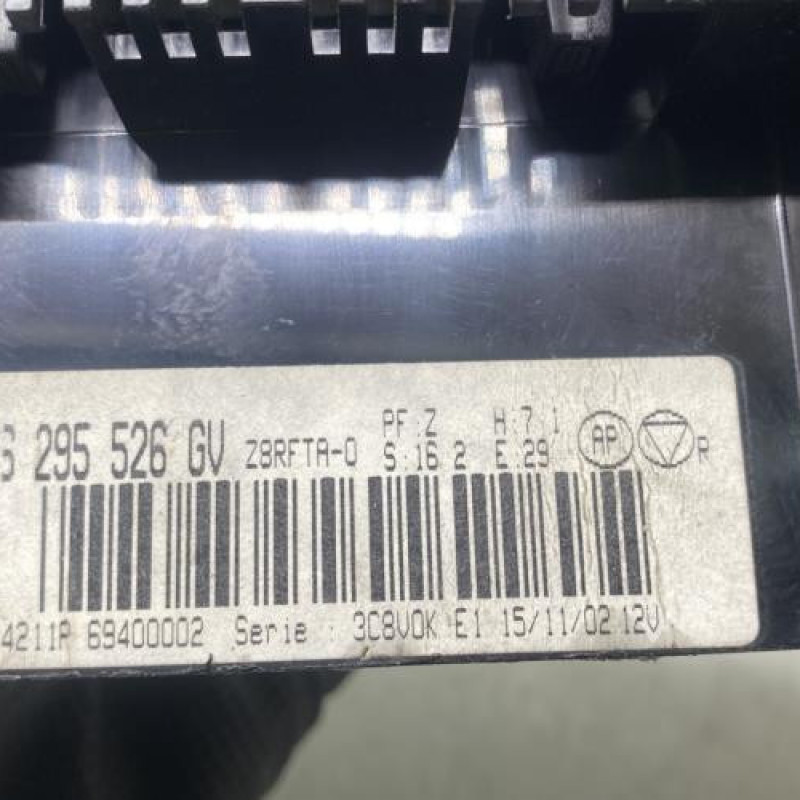 6 295 526 GV Z8RFTA-0 PF:Z H:7.1
S:16.2 E.29 AP R
4211P 69400002 Serie : 3C8V0K E1 15/11/02 12V